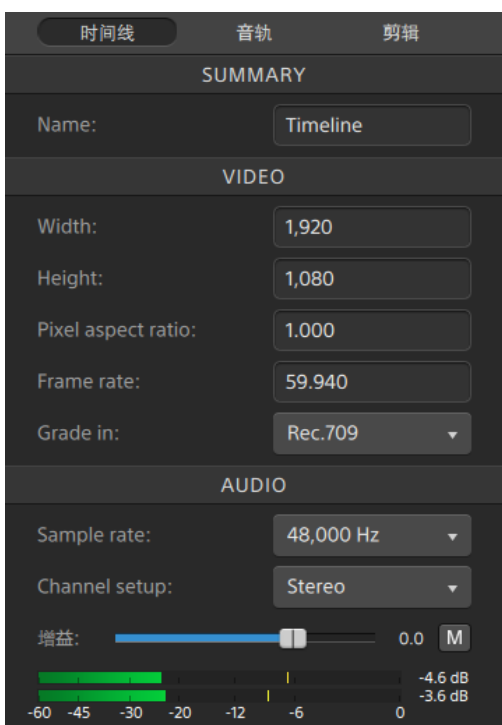 时间线 音轨 剪辑
SUMMARY
Name: Timeline
VIDEO
Width: 1,920
Height: 1,080
Pixel aspect ratio: 1.000
Frame rate: 59.940
Grade in: Rec.709
AUDIO
Sample rate: 48,000 Hz
Channel setup: Stereo
增益: 0.0 M
-4.6 dB
-3.6 dB
-60 -45 -30 -20 -12 -6 0